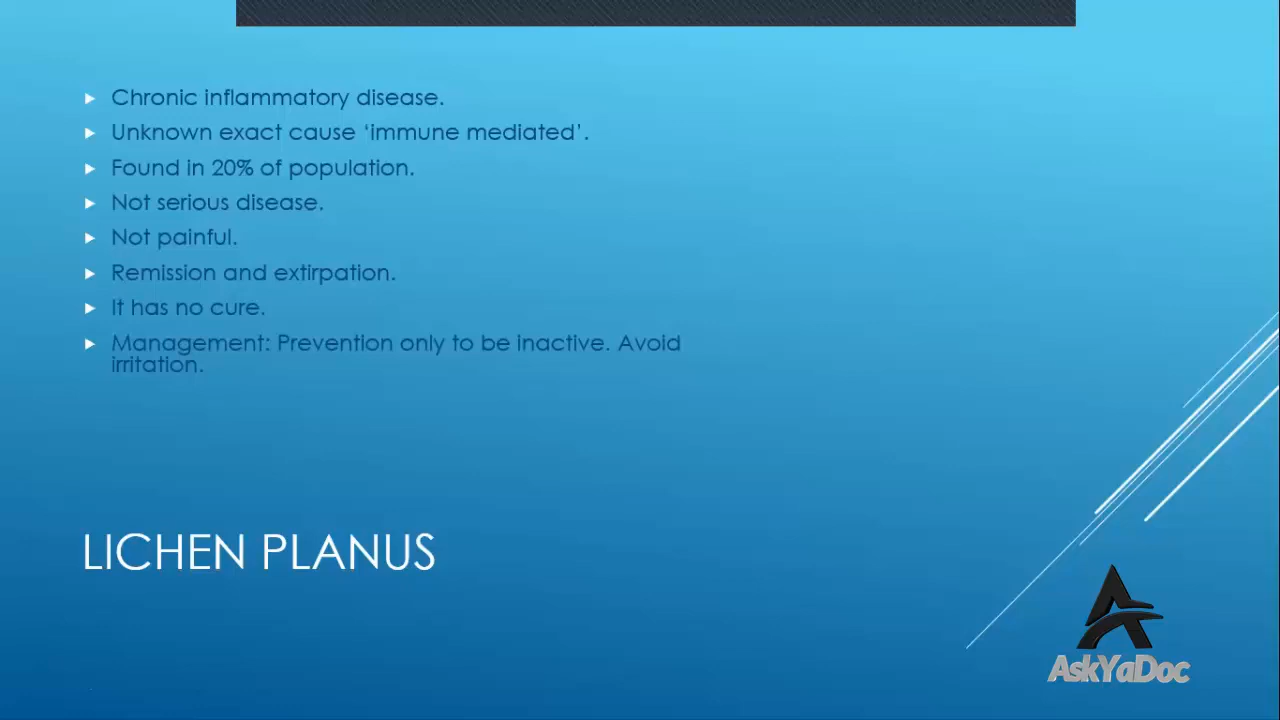 Chronic inflammatory disease.
Unknown exact cause ‘immune mediated’.
Found in 20% of population.
Not serious disease.
Not painful.
Remission and extirpation.
It has no cure.
Management: Prevention only to be inactive. Avoid
irritation.
LICHEN PLANUS
AskYaDoc